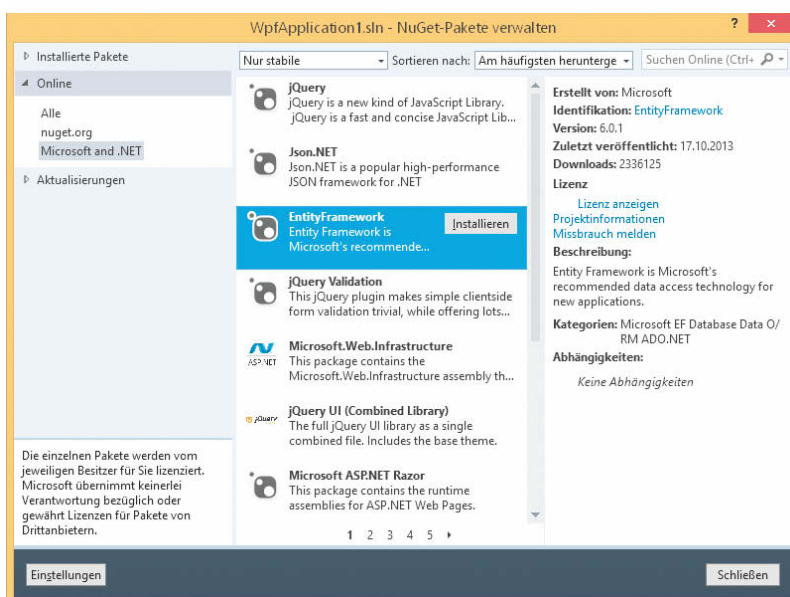 WpfApplication1.sln - NuGet-Pakete verwalten
? ×
Installierte Pakete
Online
Alle
nuget.org
Microsoft and .NET
Aktualisierungen
Die einzelnen Pakete werden vom
jeweiligen Besitzer für Sie lizenziert.
Microsoft übernimmt keinerlei
Verantwortung bezüglich oder
gewährt Lizenzen für Pakete von
Drittanbietern.
Nur stabile
Sortieren nach: Am häufigsten herunterge
Suchen Online (Ctrl+
jQuery
jQuery is a new kind of JavaScript Library.
jQuery is a fast and concise JavaScript Lib...
Json.NET
Json.NET is a popular high-performance
JSON framework for .NET
EntityFramework
Entity Framework is
Microsoft's recommende...
Installieren
jQuery Validation
This jQuery plugin makes simple clientside
form validation trivial, while offering lots...
ASP.NET
Microsoft.Web.Infrastructure
This package contains the
Microsoft.Web.Infrastructure assembly th...
jQuery
jQuery UI (Combined Library)
The full jQuery UI library as a single
combined file. Includes the base theme.
Microsoft ASP.NET Razor
This package contains the runtime
assemblies for ASP.NET Web Pages.
1 2 3 4 5
Erstellt von: Microsoft
Identifikation: EntityFramework
Version: 6.0.1
Zuletzt veröffentlicht: 17.10.2013
Downloads: 2336125
Lizenz
Lizenz anzeigen
Projektinformationen
Missbrauch melden
Beschreibung:
Entity Framework is Microsoft's
recommended data access technology for
new applications.
Kategorien: Microsoft EF Database Data O/
RM ADO.NET
Abhängigkeiten:
Keine Abhängigkeiten
Einstellungen
Schließen